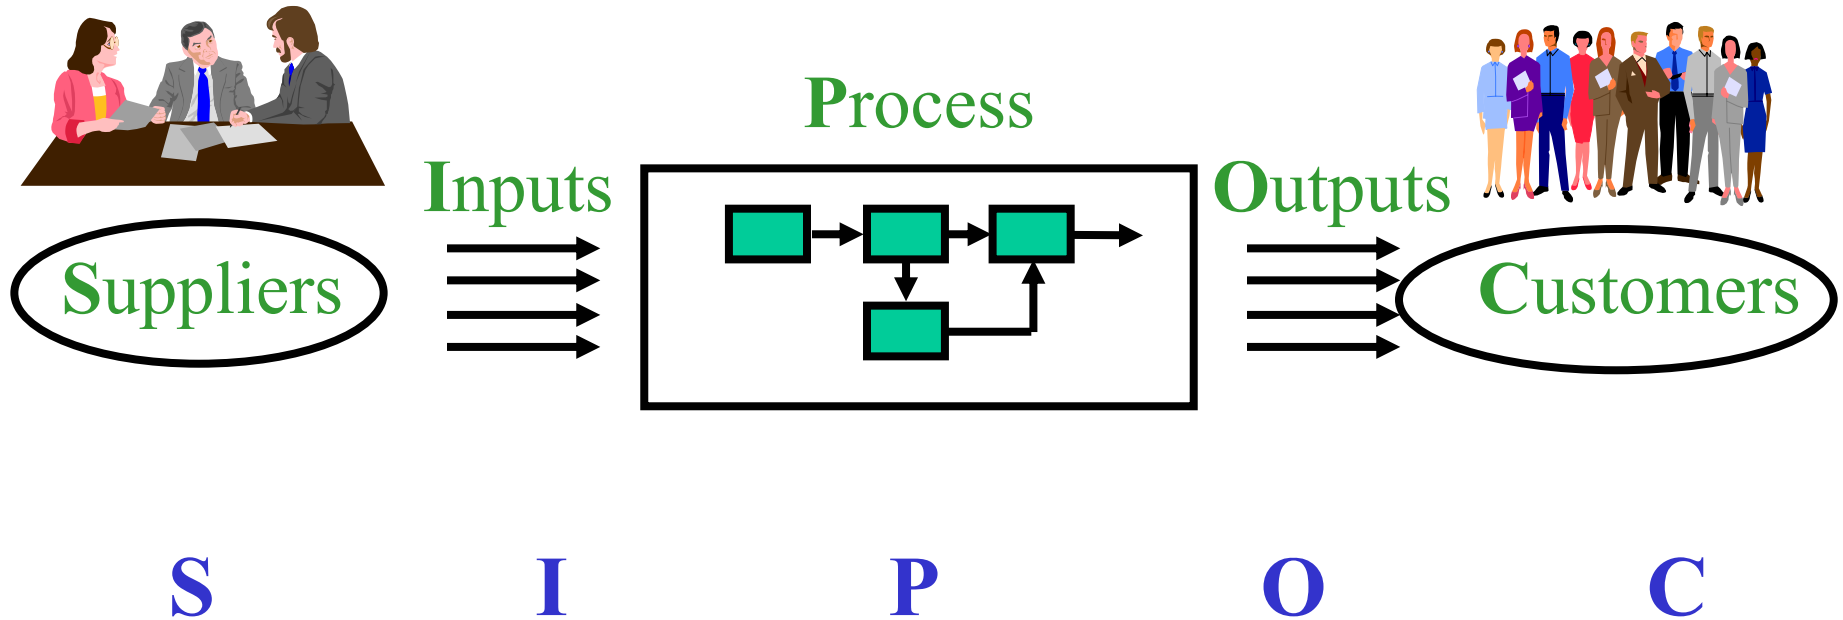 Process
Inputs
Outputs
Suppliers
Customers
S I P O C